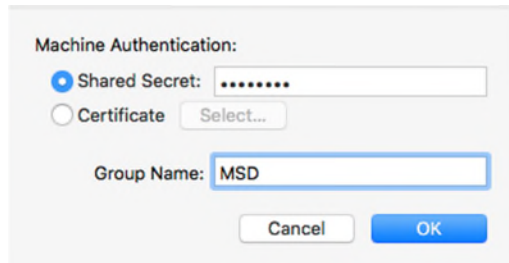 Machine Authentication:
Shared Secret: ••••••••
Certificate Select...
Group Name: MSD
Cancel OK